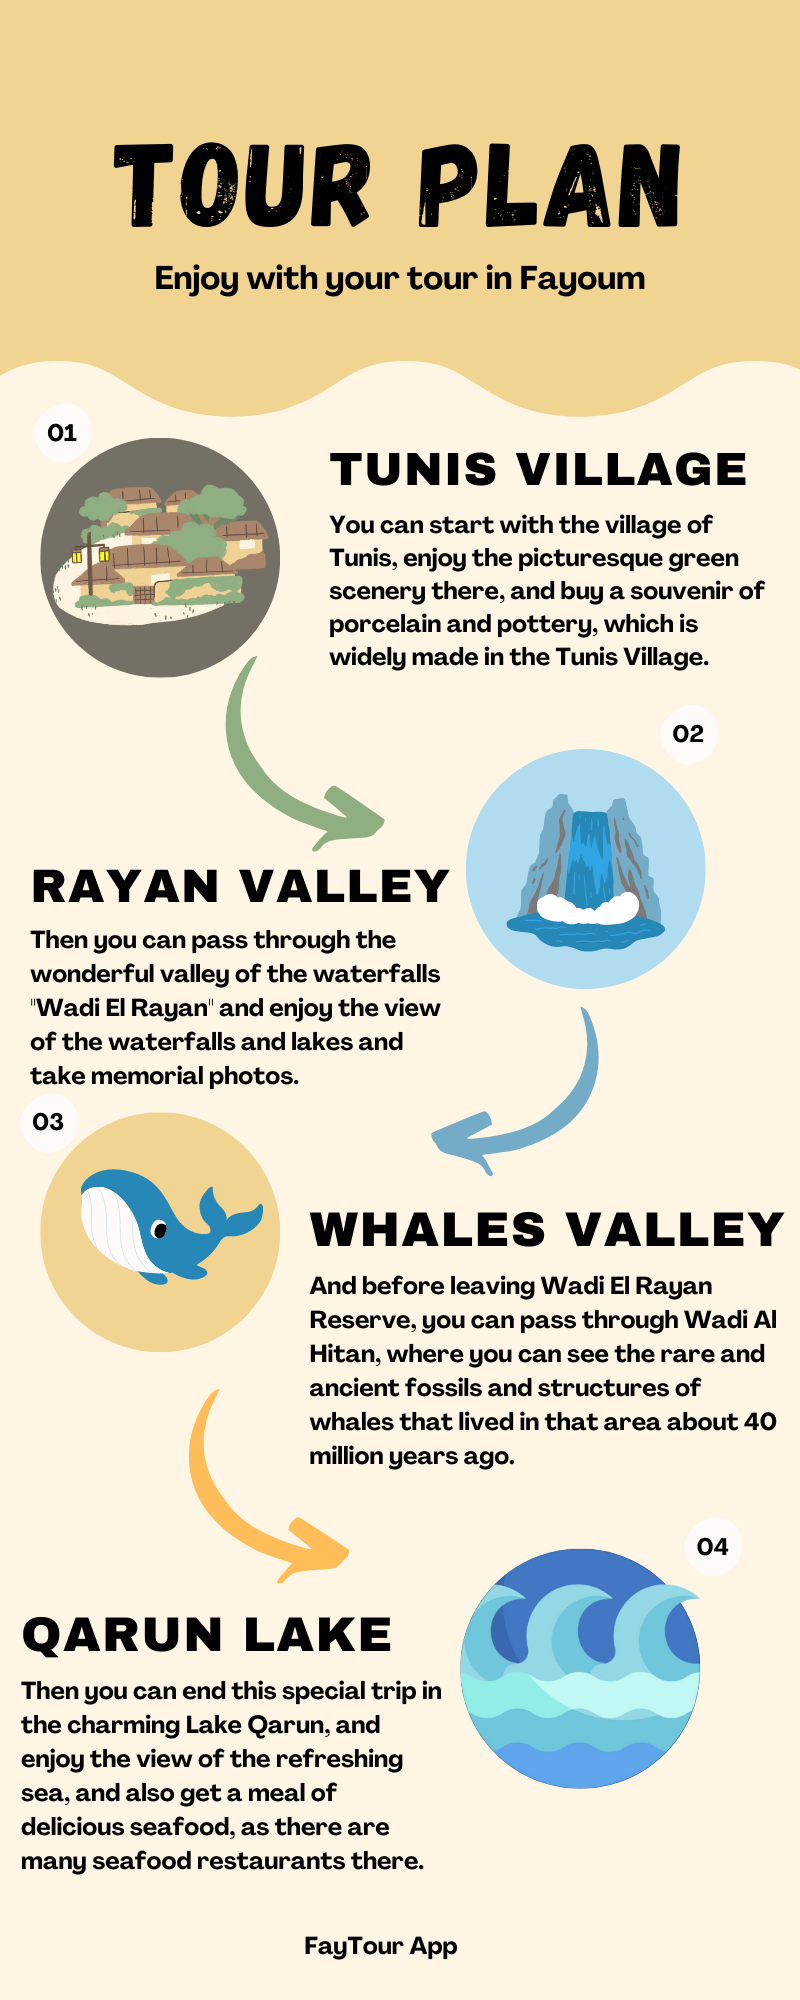 TOUR PLAN
Enjoy with your tour in Fayoum
01
TUNIS VILLAGE
You can start with the village of
Tunis, enjoy the picturesque green
scenery there, and buy a souvenir of
porcelain and pottery, which is
widely made in the Tunis Village.
02
RAYAN VALLEY
Then you can pass through the
wonderful valley of the waterfalls
"Wadi El Rayan" and enjoy the view
of the waterfalls and lakes and
take memorial photos.
03
WHALES VALLEY
And before leaving Wadi El Rayan
Reserve, you can pass through Wadi Al
Hitan, where you can see the rare and
ancient fossils and structures of
whales that lived in that area about 40
million years ago.
04
QARUN LAKE
Then you can end this special trip in
the charming Lake Qarun, and
enjoy the view of the refreshing
sea, and also get a meal of
delicious seafood, as there are
many seafood restaurants there.
FayTour App